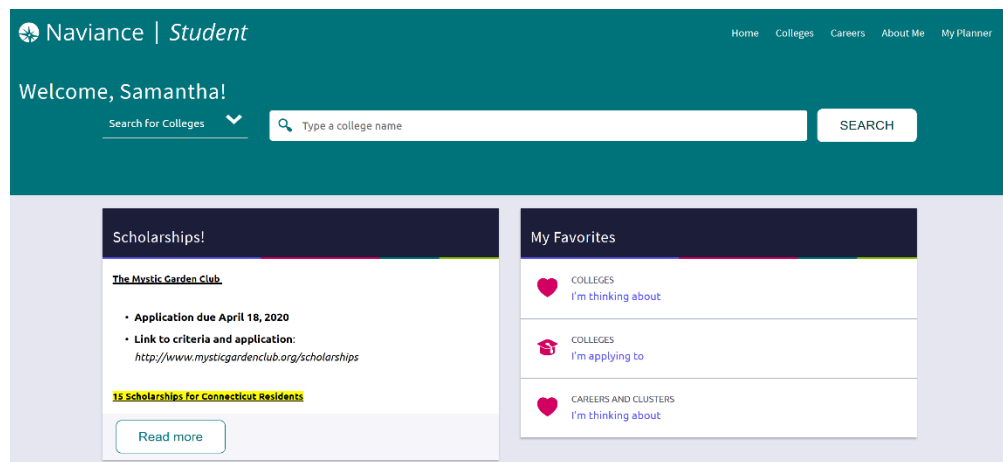 Naviance | Student
Home Colleges Careers About Me My Planner
Welcome, Samantha!
Search for Colleges
Type a college name
SEARCH
Scholarships!
The Mystic Garden Club
• Application due April 18, 2020
• Link to criteria and application:
http://www.mysticgardenclub.org/scholarships
15 Scholarships for Connecticut Residents
Read more
My Favorites
COLLEGES
I'm thinking about
COLLEGES
I'm applying to
CAREERS AND CLUSTERS
I'm thinking about